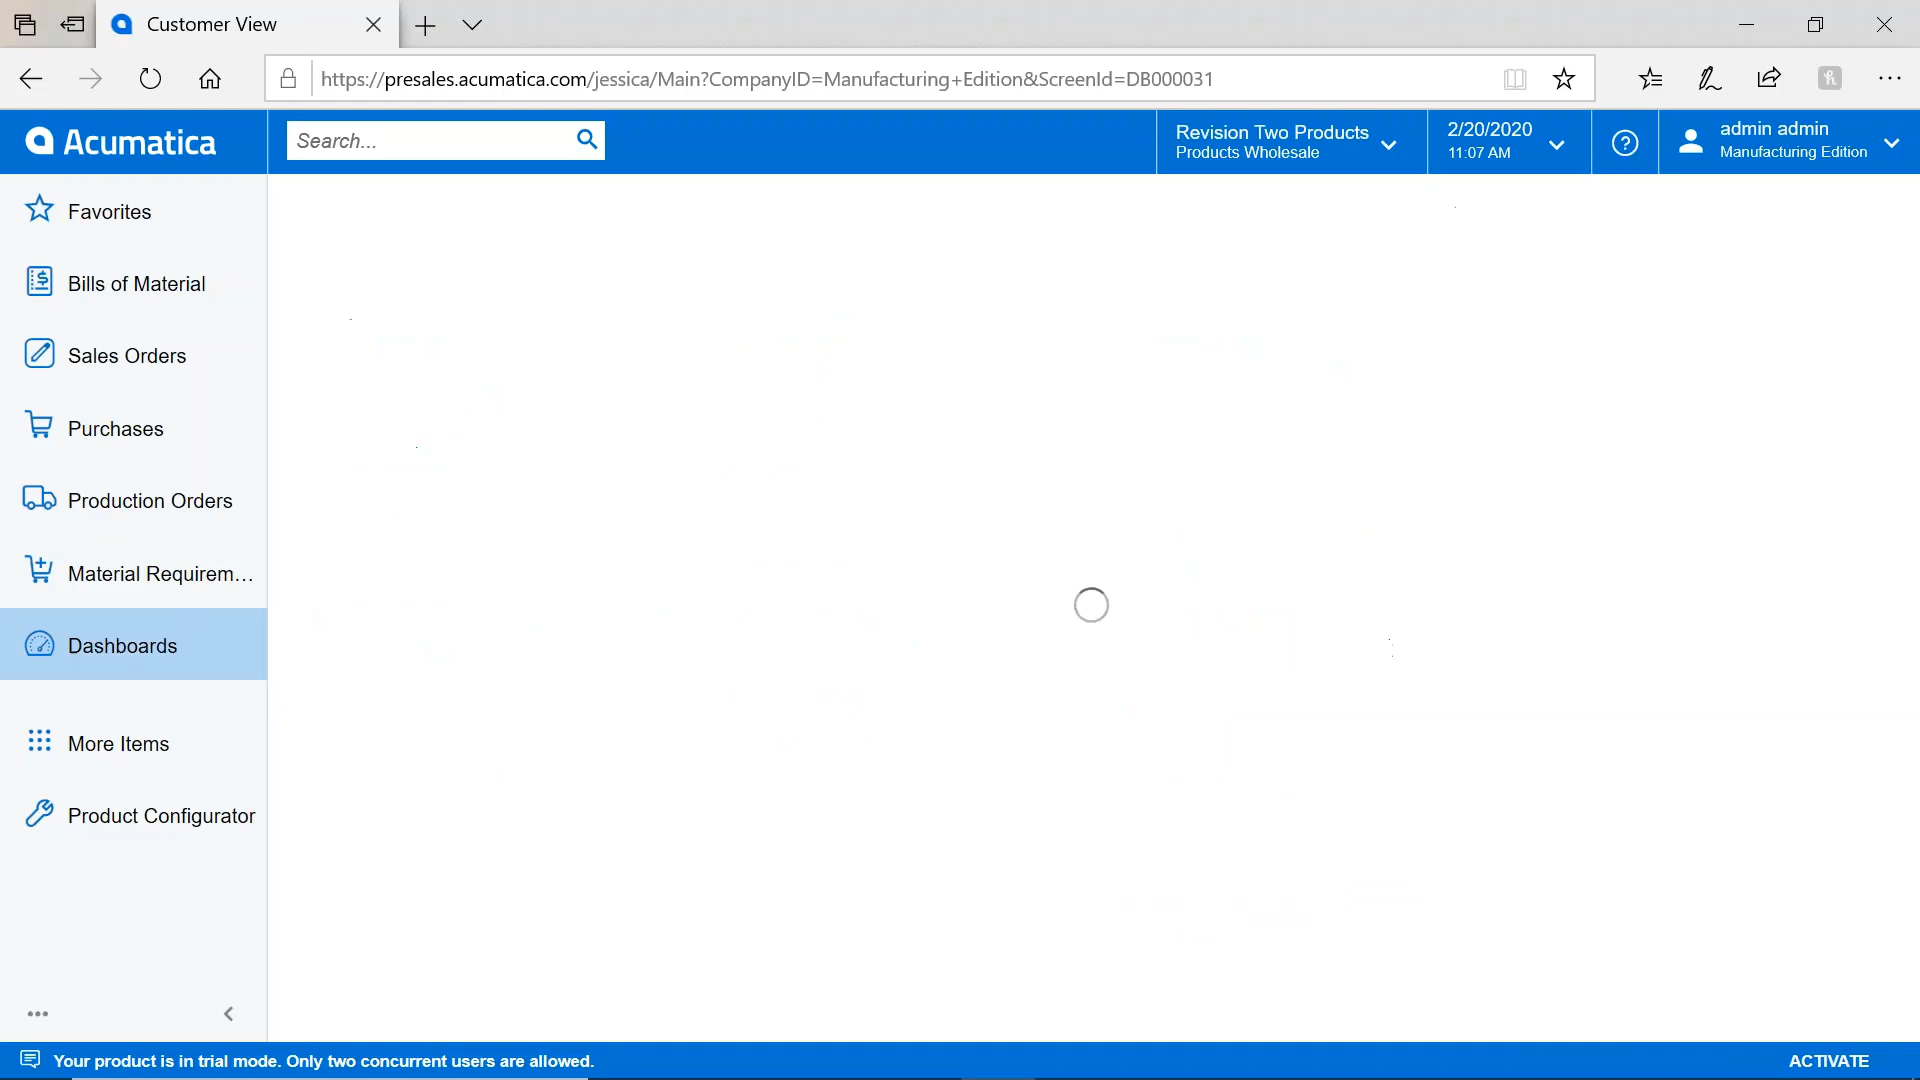 Customer View
https://presales.acumatica.com/jessica/Main?CompanyID=Manufacturing+Edition&ScreenId=DB000031
Acumatica
Search...
Revision Two Products
Products Wholesale
2/20/2020
11:07 AM
admin admin
Manufacturing Edition
Favorites
Bills of Material
Sales Orders
Purchases
Production Orders
Material Requirem...
Dashboards
More Items
Product Configurator
Your product is in trial mode. Only two concurrent users are allowed.
ACTIVATE